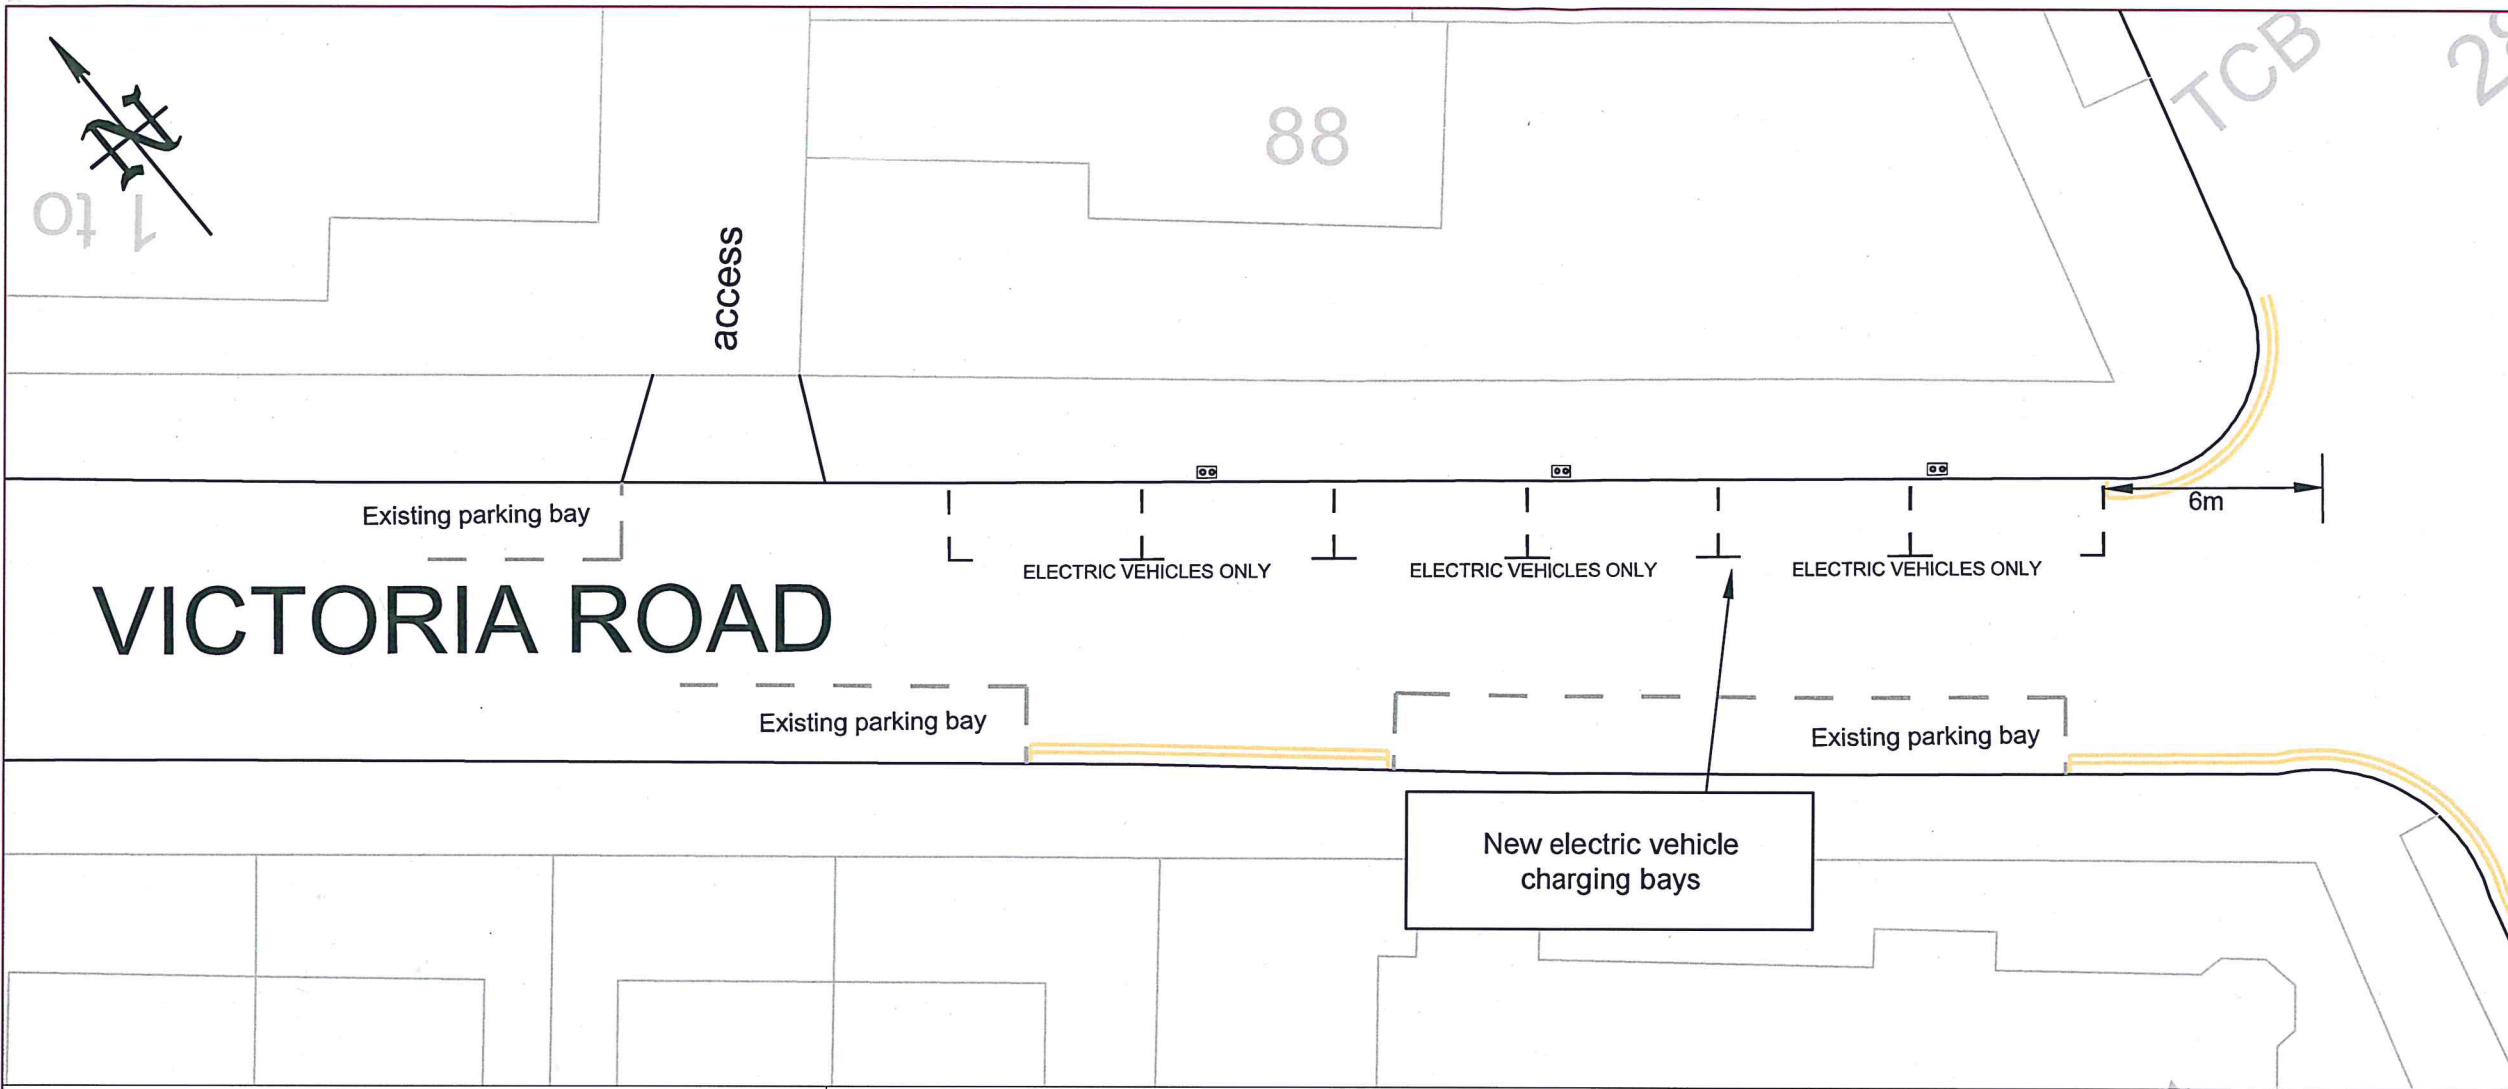 N
1 to
88
TCB
28
access
Existing parking bay
6m
ELECTRIC VEHICLES ONLY
ELECTRIC VEHICLES ONLY
ELECTRIC VEHICLES ONLY
VICTORIA ROAD
Existing parking bay
Existing parking bay
New electric vehicle
charging bays